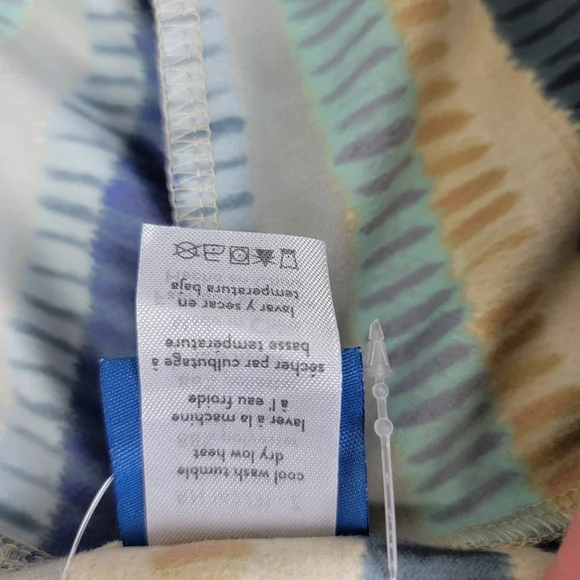 cool wash tumble
dry low heat
laver à la machine
à l'eau froide
sécher par culbutage à
basse temperature
lavar y secar en
temperatura baja